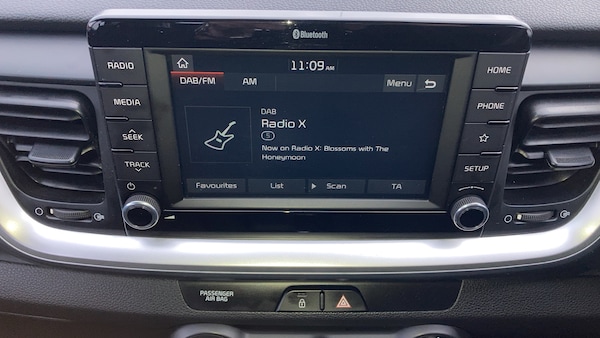 Bluetooth
RADIO
MEDIA
SEEK
TRACK
11:09 AM
DAB/FM AM Menu
DAB
Radio X
S
Now on Radio X: Blossoms with The
Honeymoon
Favourites List Scan TA
HOME
PHONE
SETUP
PASSENGER
AIR BAG